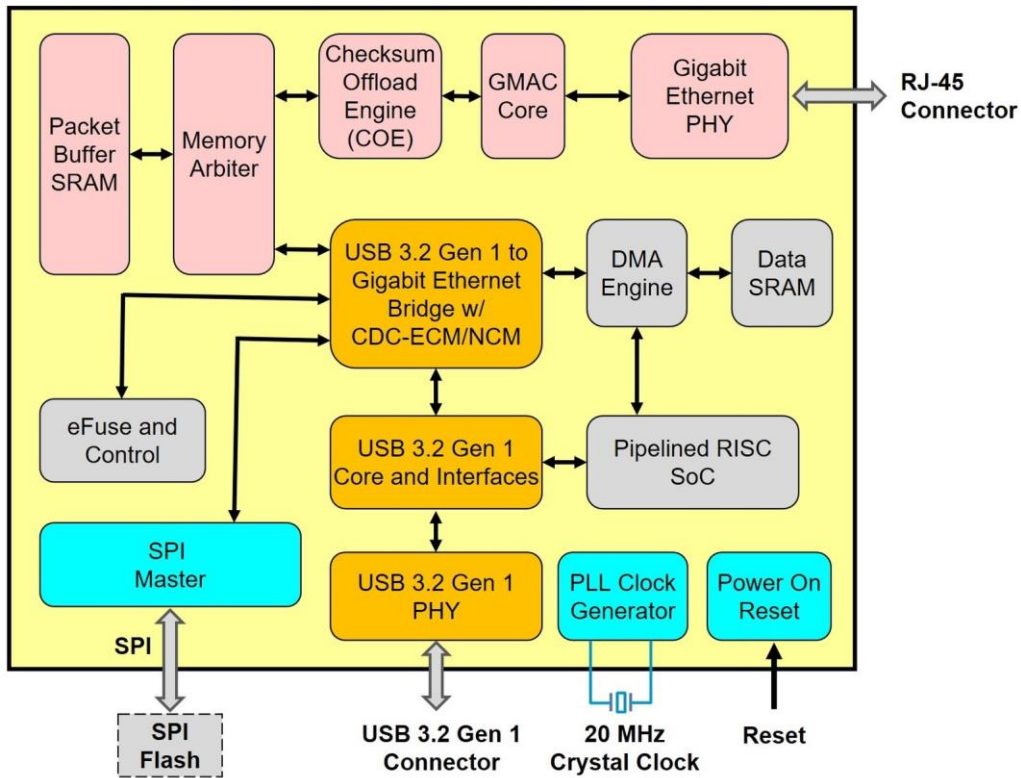 Packet
Buffer
SRAM
Memory
Arbiter
Checksum
Offload
Engine
(COE)
GMAC
Core
Gigabit
Ethernet
PHY
RJ-45
Connector
USB 3.2 Gen 1 to
Gigabit Ethernet
Bridge w/
CDC-ECM/NCM
DMA
Engine
Data
SRAM
eFuse and
Control
USB 3.2 Gen 1
Core and Interfaces
Pipelined RISC
SoC
SPI
Master
USB 3.2 Gen 1
PHY
PLL Clock
Generator
Power On
Reset
SPI
SPI
Flash
USB 3.2 Gen 1
Connector
20 MHz
Crystal Clock
Reset